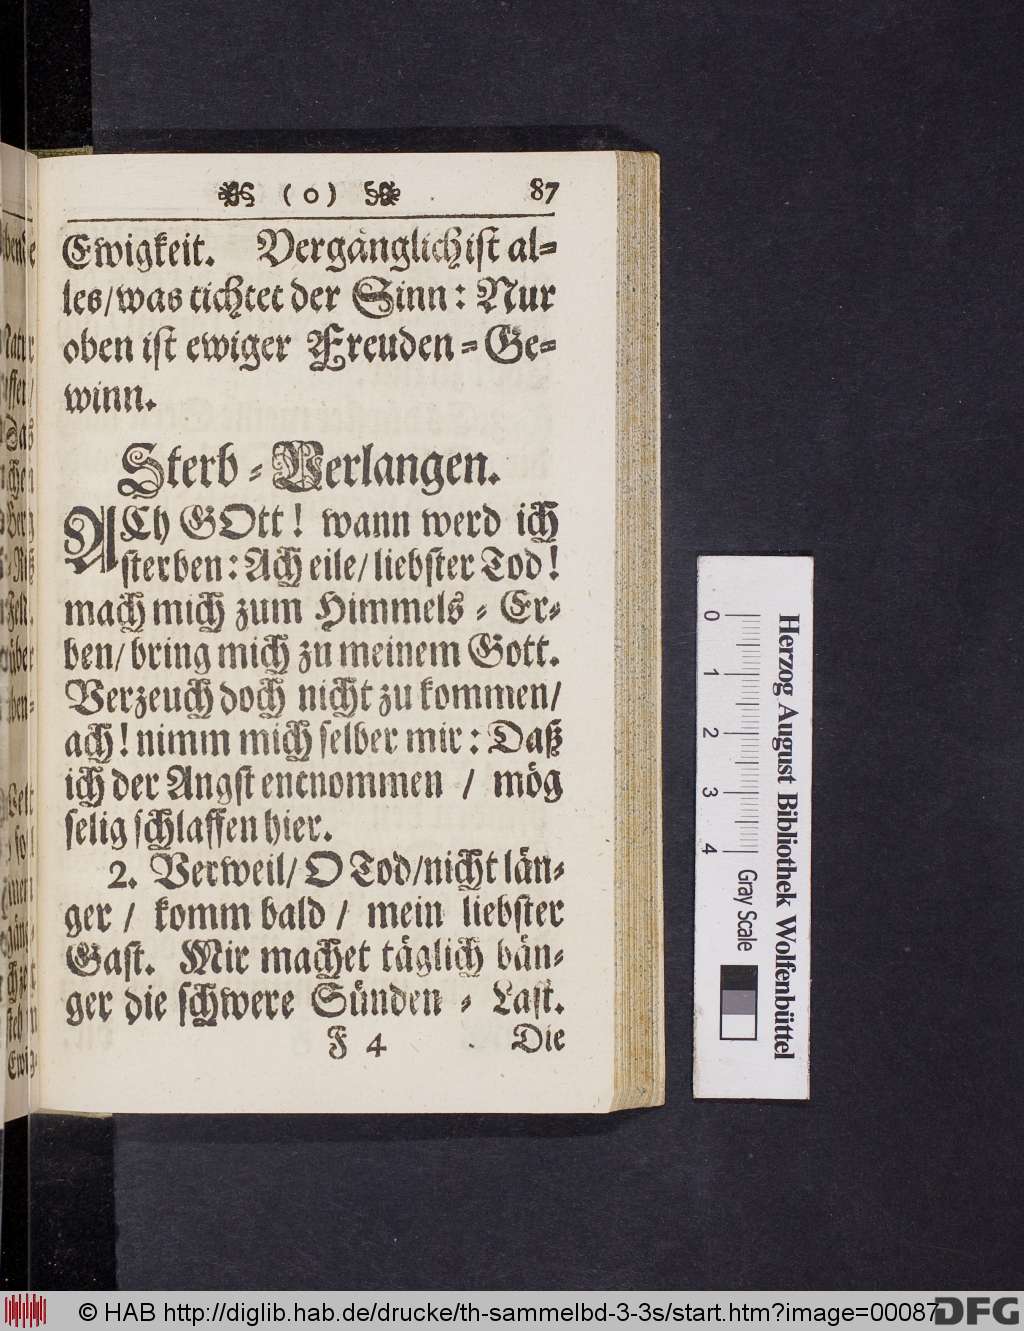 ( o ) 87
Ewigkeit. Vergänglich ist al-
les/ was tichtet der Sinn: Nur
oben ist ewiger Freuden-Ge-
winn.
Sterb-Verlangen.
ACh GOtt! wann werd ich
sterben: Ach eile/ liebster Tod!
mach mich zum Himmels-Er-
ben/ bring mich zu meinem Gott.
Verzeuch doch nicht zu kommen/
ach! nimm mich selber mir: Daß
ich der Angst entnommen / mög
selig schlaffen hier.
2. Verweil/ O Tod/ nicht län-
ger / komm bald / mein liebster
Gast. Mir machet täglich bän-
ger die schwere Sünden-Last.
F 4 Die
Herzog August Bibliothek Wolfenbüttel
0 1 2 3 4 Gray Scale
© HAB http://diglib.hab.de/drucke/th-sammelbd-3-3s/start.htm?image=00087
DFG